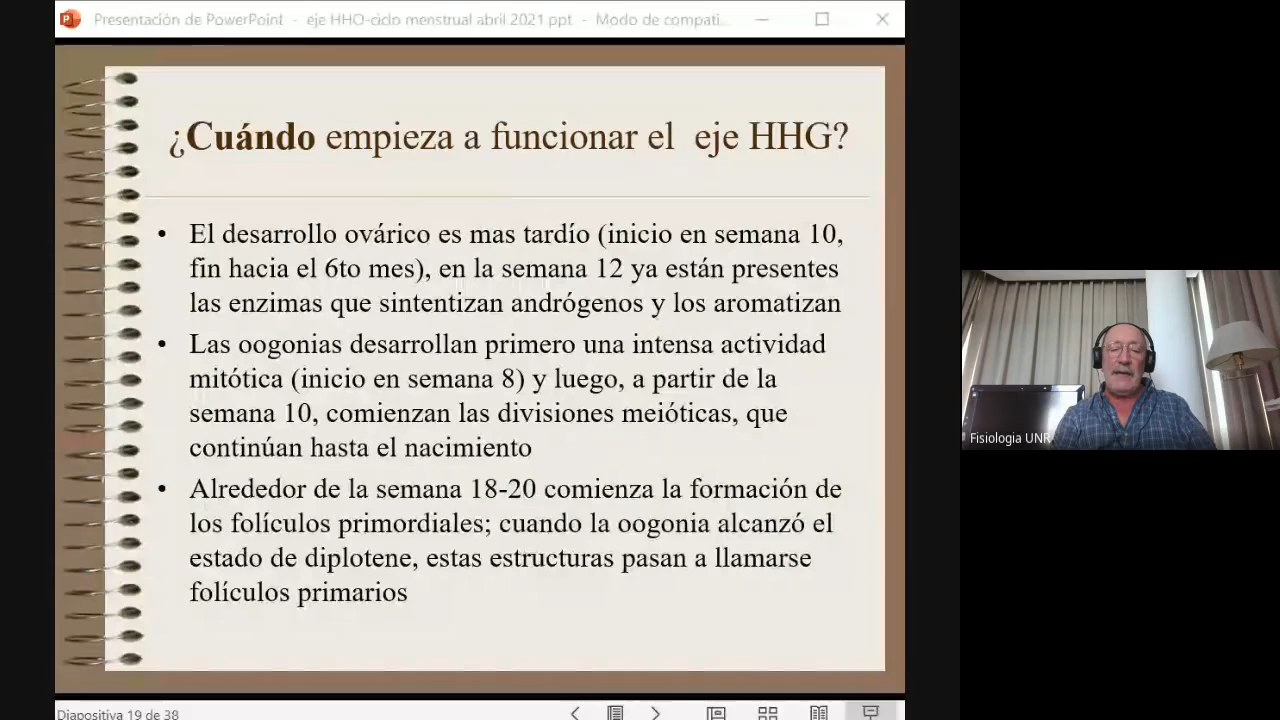 Presentación de PowerPoint - eje HHO-ciclo menstrual abril 2021.ppt - Modo de compati...
¿Cuándo empieza a funcionar el eje HHG?
• El desarrollo ovárico es mas tardío (inicio en semana 10,
fin hacia el 6to mes), en la semana 12 ya están presentes
las enzimas que sintentizan andrógenos y los aromatizan
• Las oogonias desarrollan primero una intensa actividad
mitótica (inicio en semana 8) y luego, a partir de la
semana 10, comienzan las divisiones meióticas, que
continúan hasta el nacimiento
• Alrededor de la semana 18-20 comienza la formación de
los folículos primordiales; cuando la oogonia alcanzó el
estado de diplotene, estas estructuras pasan a llamarse
folículos primarios
Fisiologia UNR
Diapositiva 19 de 38